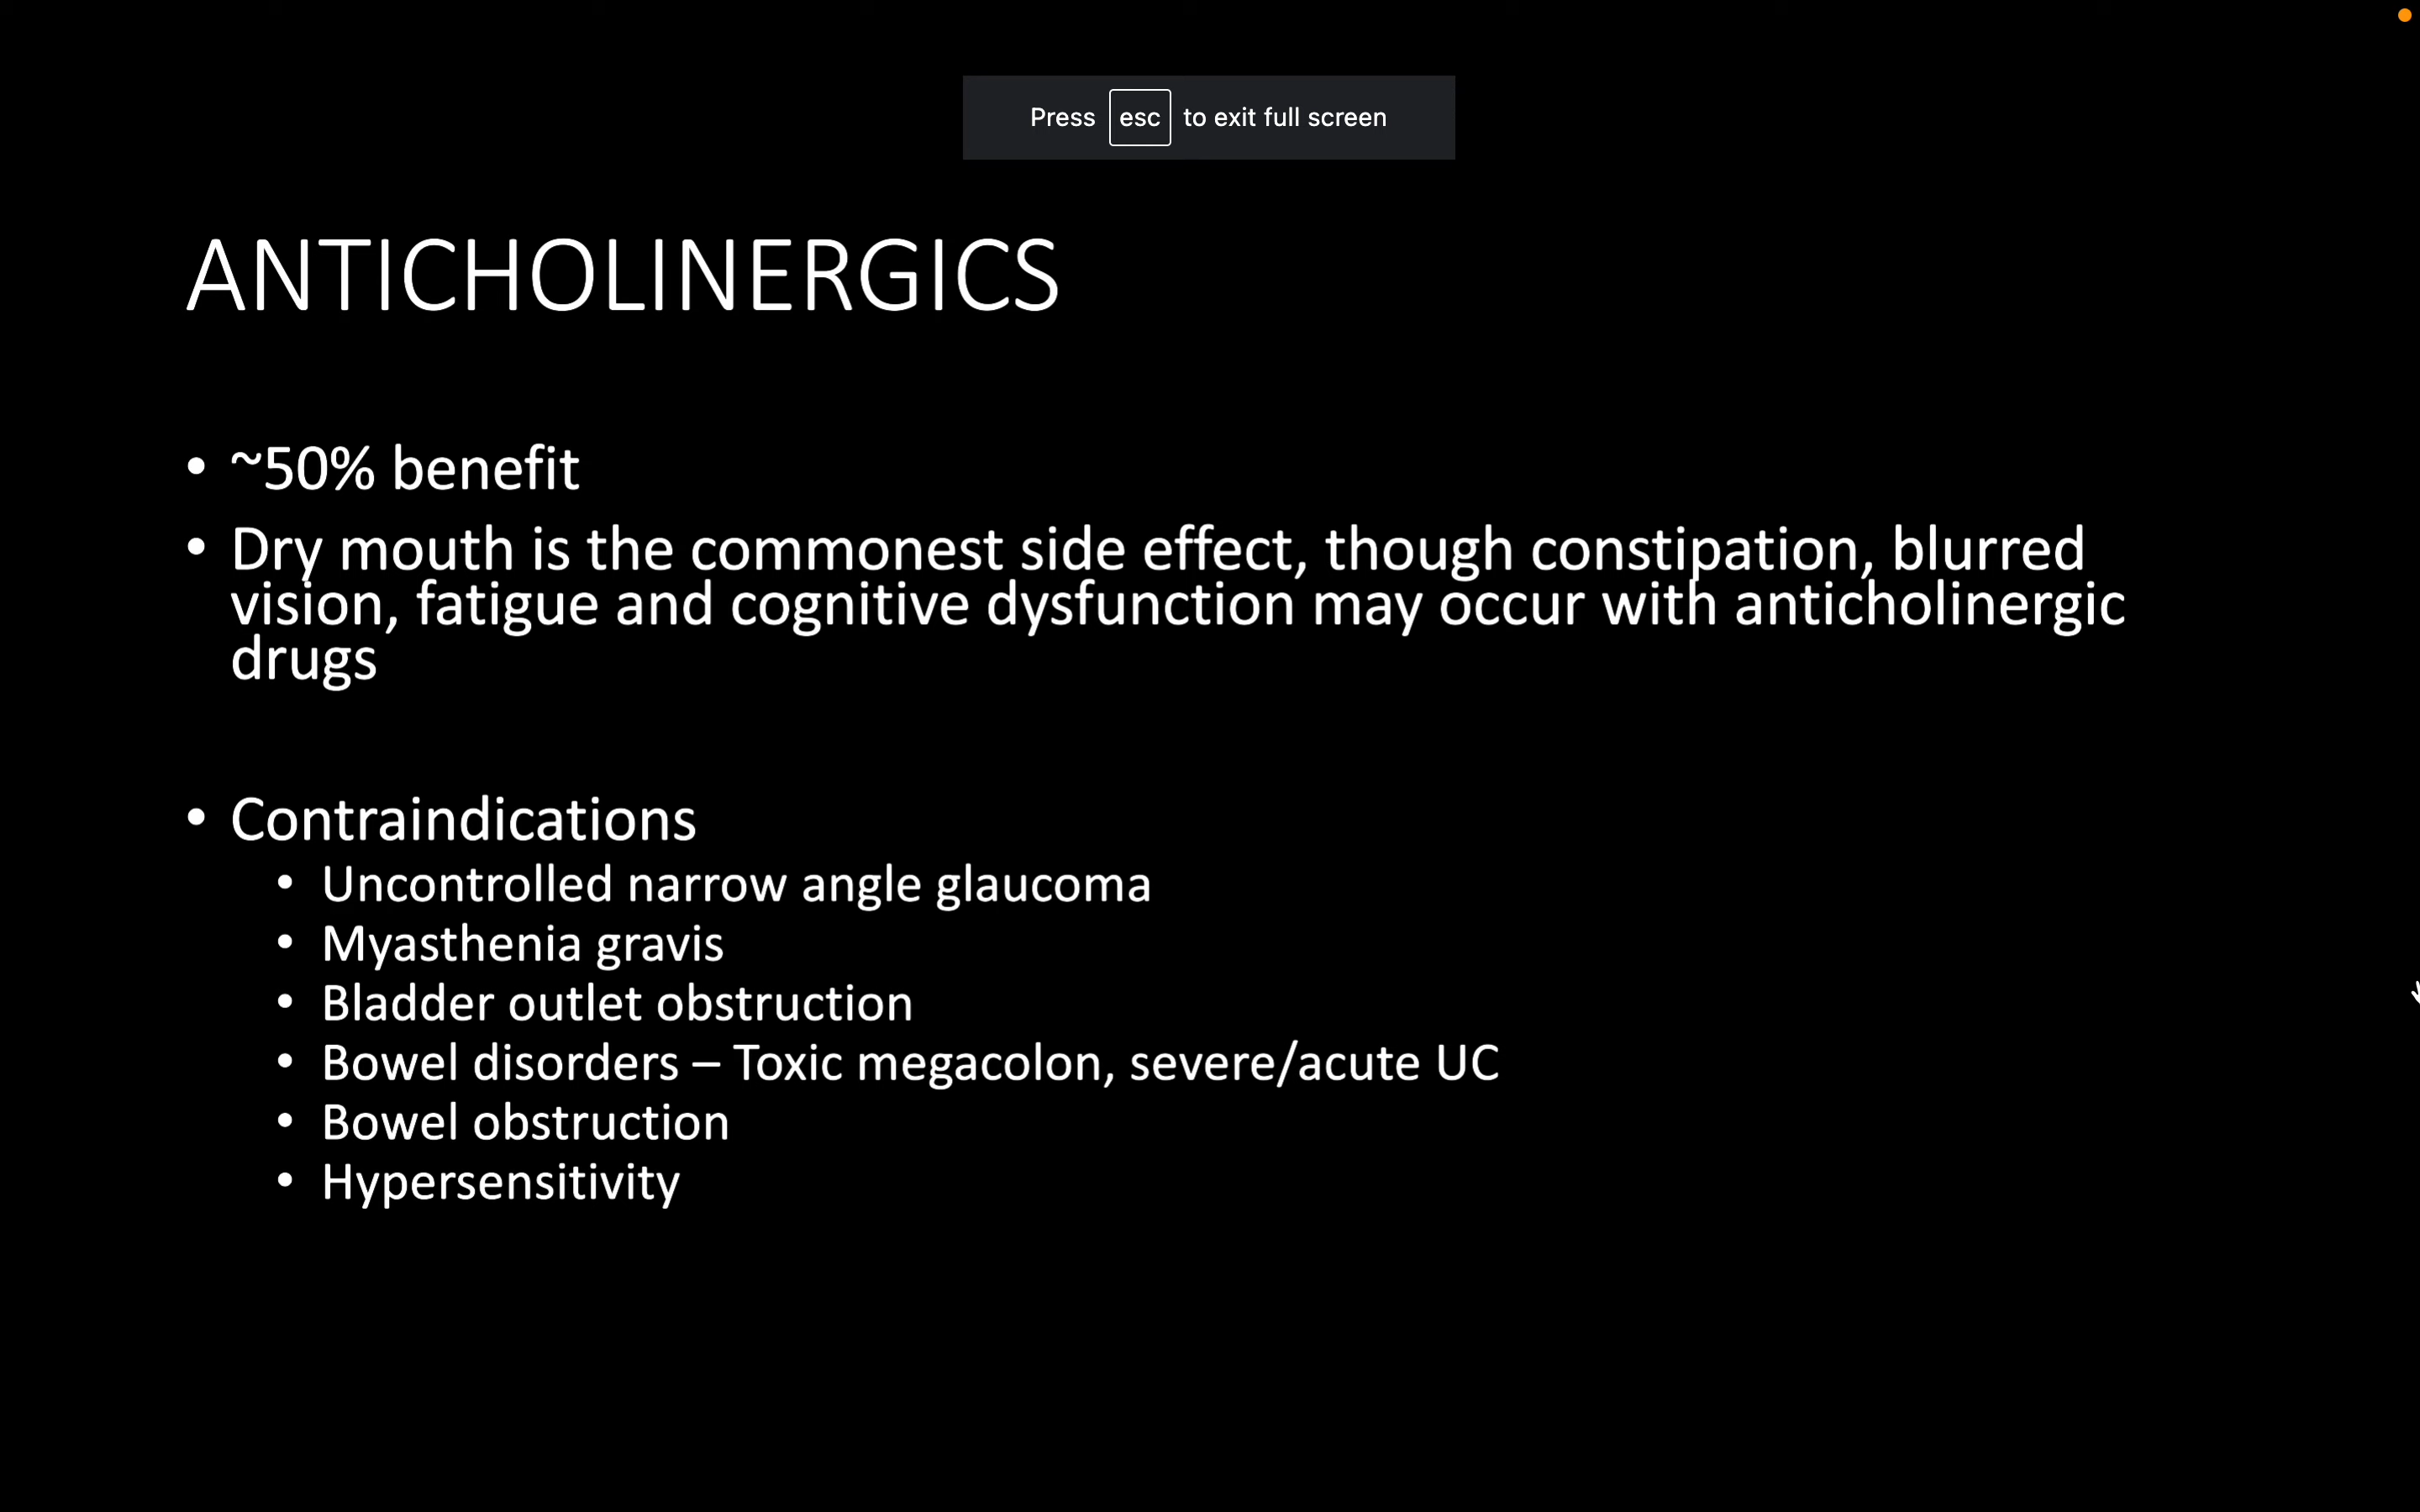 Press esc to exit full screen
ANTICHOLINERGICS
• ~50% benefit
• Dry mouth is the commonest side effect, though constipation, blurred
vision, fatigue and cognitive dysfunction may occur with anticholinergic
drugs
• Contraindications
• Uncontrolled narrow angle glaucoma
• Myasthenia gravis
• Bladder outlet obstruction
• Bowel disorders – Toxic megacolon, severe/acute UC
• Bowel obstruction
• Hypersensitivity